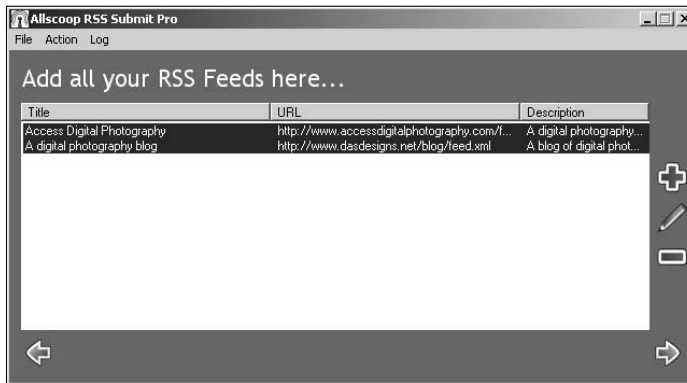 Allscoop RSS Submit Pro
File Action Log
Add all your RSS Feeds here...
Title URL Description
Access Digital Photography http://www.accessdigitalphotography.com/f... A digital photography...
A digital photography blog http://www.dasdesigns.net/blog/feed.xml A blog of digital phot...